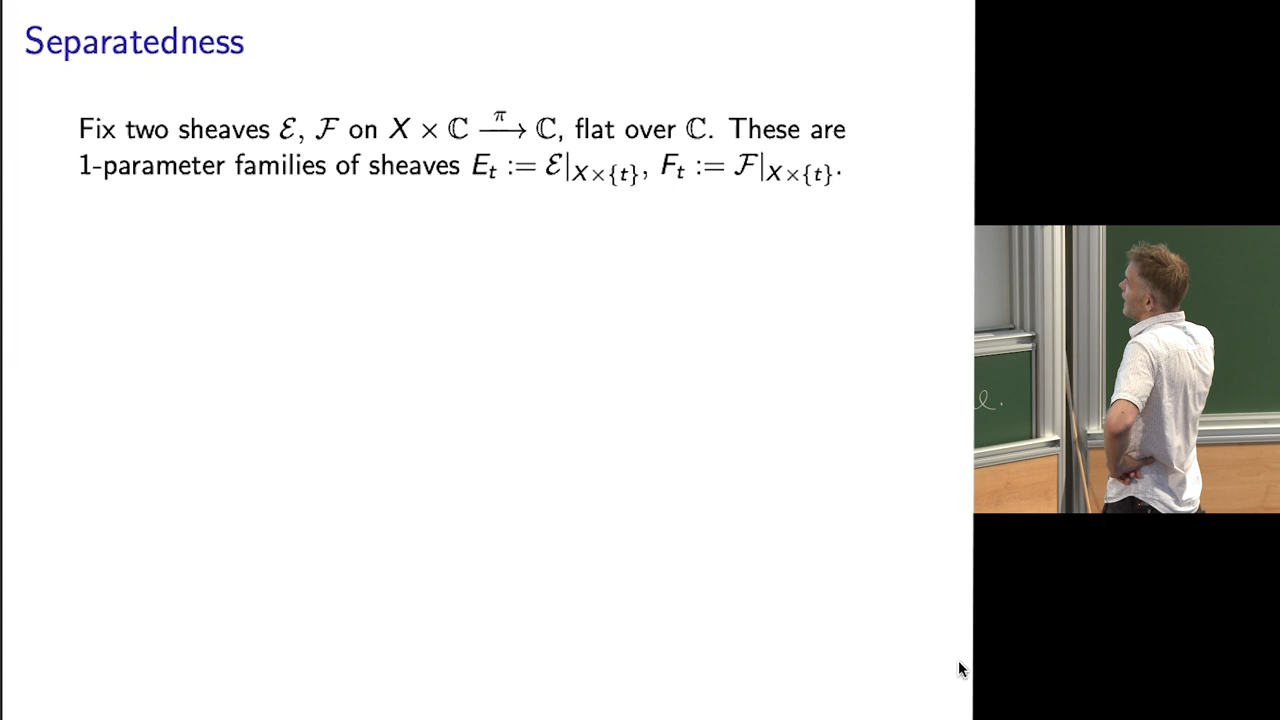 Separatedness
Fix two sheaves ℰ, ℱ on X × ℂ —π→ ℂ, flat over ℂ. These are
1-parameter families of sheaves E_t := ℰ|_{X×{t}}, F_t := ℱ|_{X×{t}}.